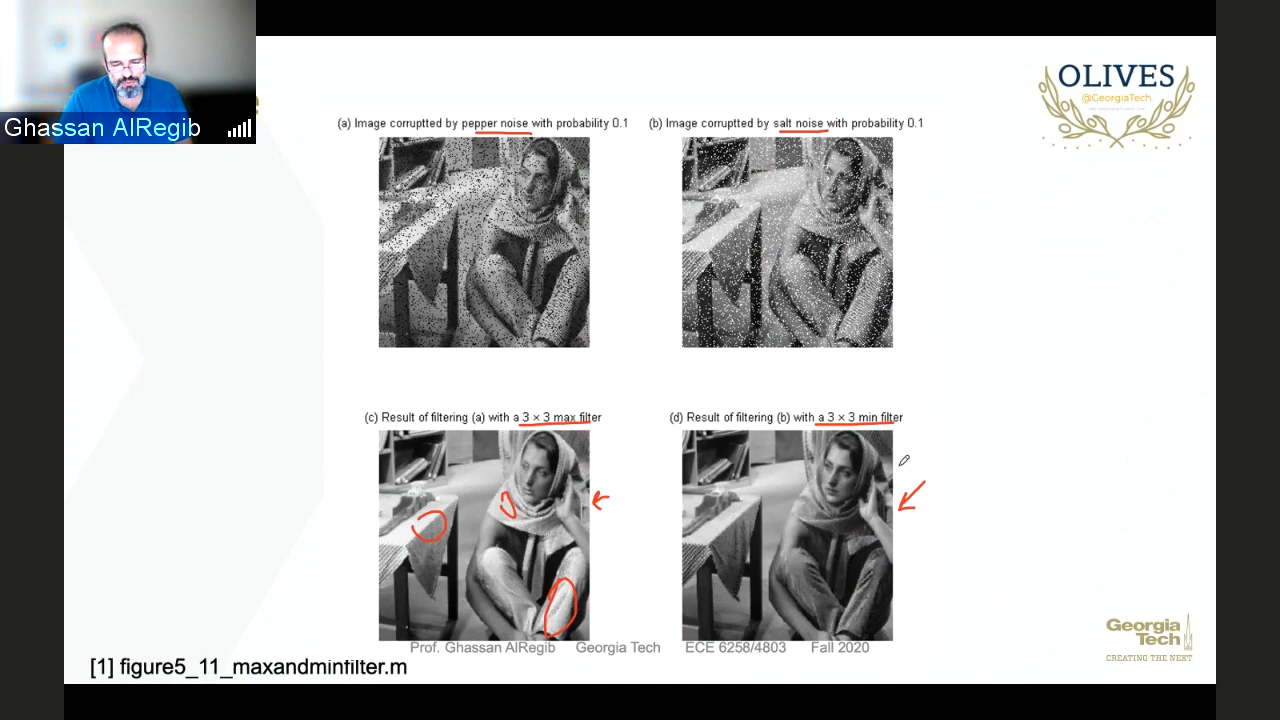 Ghassan AlRegib
OLIVES
@GeorgiaTech
(a) Image corruptted by pepper noise with probability 0.1
(b) Image corruptted by salt noise with probability 0.1
(c) Result of filtering (a) with a 3 × 3 max filter
(d) Result of filtering (b) with a 3 × 3 min filter
Prof. Ghassan AlRegib Georgia Tech ECE 6258/4803 Fall 2020
[1] figure5_11_maxandminfilter.m
Georgia
Tech
CREATING THE NEXT